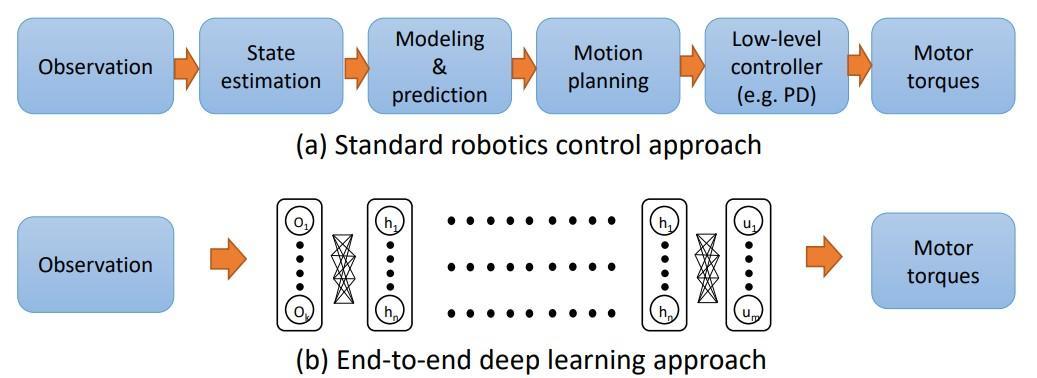 Observation
State
estimation
Modeling
&
prediction
Motion
planning
Low-level
controller
(e.g. PD)
Motor
torques
(a) Standard robotics control approach
Observation
O1
Ok
h1
hn
h1
hn
u1
um
Motor
torques
(b) End-to-end deep learning approach